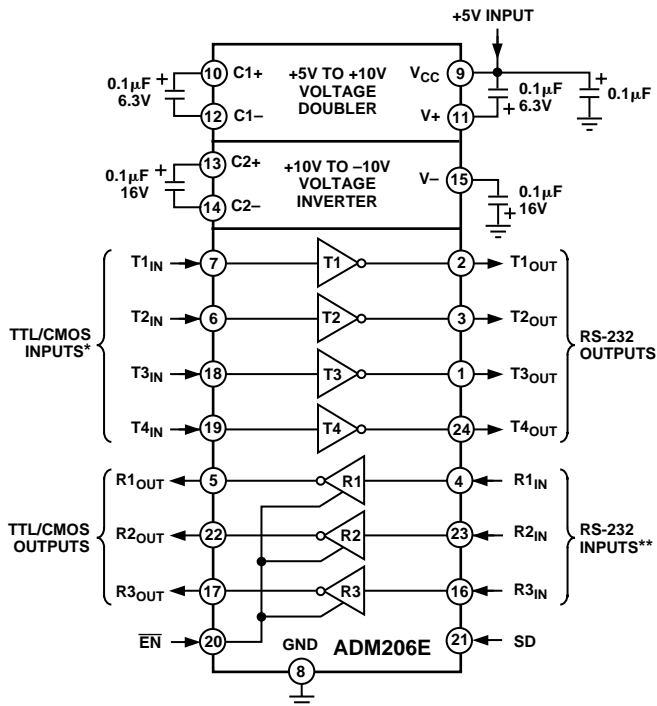 +5V INPUT
0.1µF
6.3V
10
C1+
12
C1–
+5V TO +10V
VOLTAGE
DOUBLER
VCC
9
V+
11
0.1µF
6.3V
0.1µF
0.1µF
16V
13
C2+
14
C2–
+10V TO –10V
VOLTAGE
INVERTER
V–
15
0.1µF
16V
TTL/CMOS
INPUTS*
T1IN
7
T1
2
T1OUT
T2IN
6
T2
3
T2OUT
T3IN
18
T3
1
T3OUT
T4IN
19
T4
24
T4OUT
RS-232
OUTPUTS
TTL/CMOS
OUTPUTS
R1OUT
5
R1
4
R1IN
R2OUT
22
R2
23
R2IN
R3OUT
17
R3
16
R3IN
RS-232
INPUTS**
EN
20
GND
8
ADM206E
21
SD